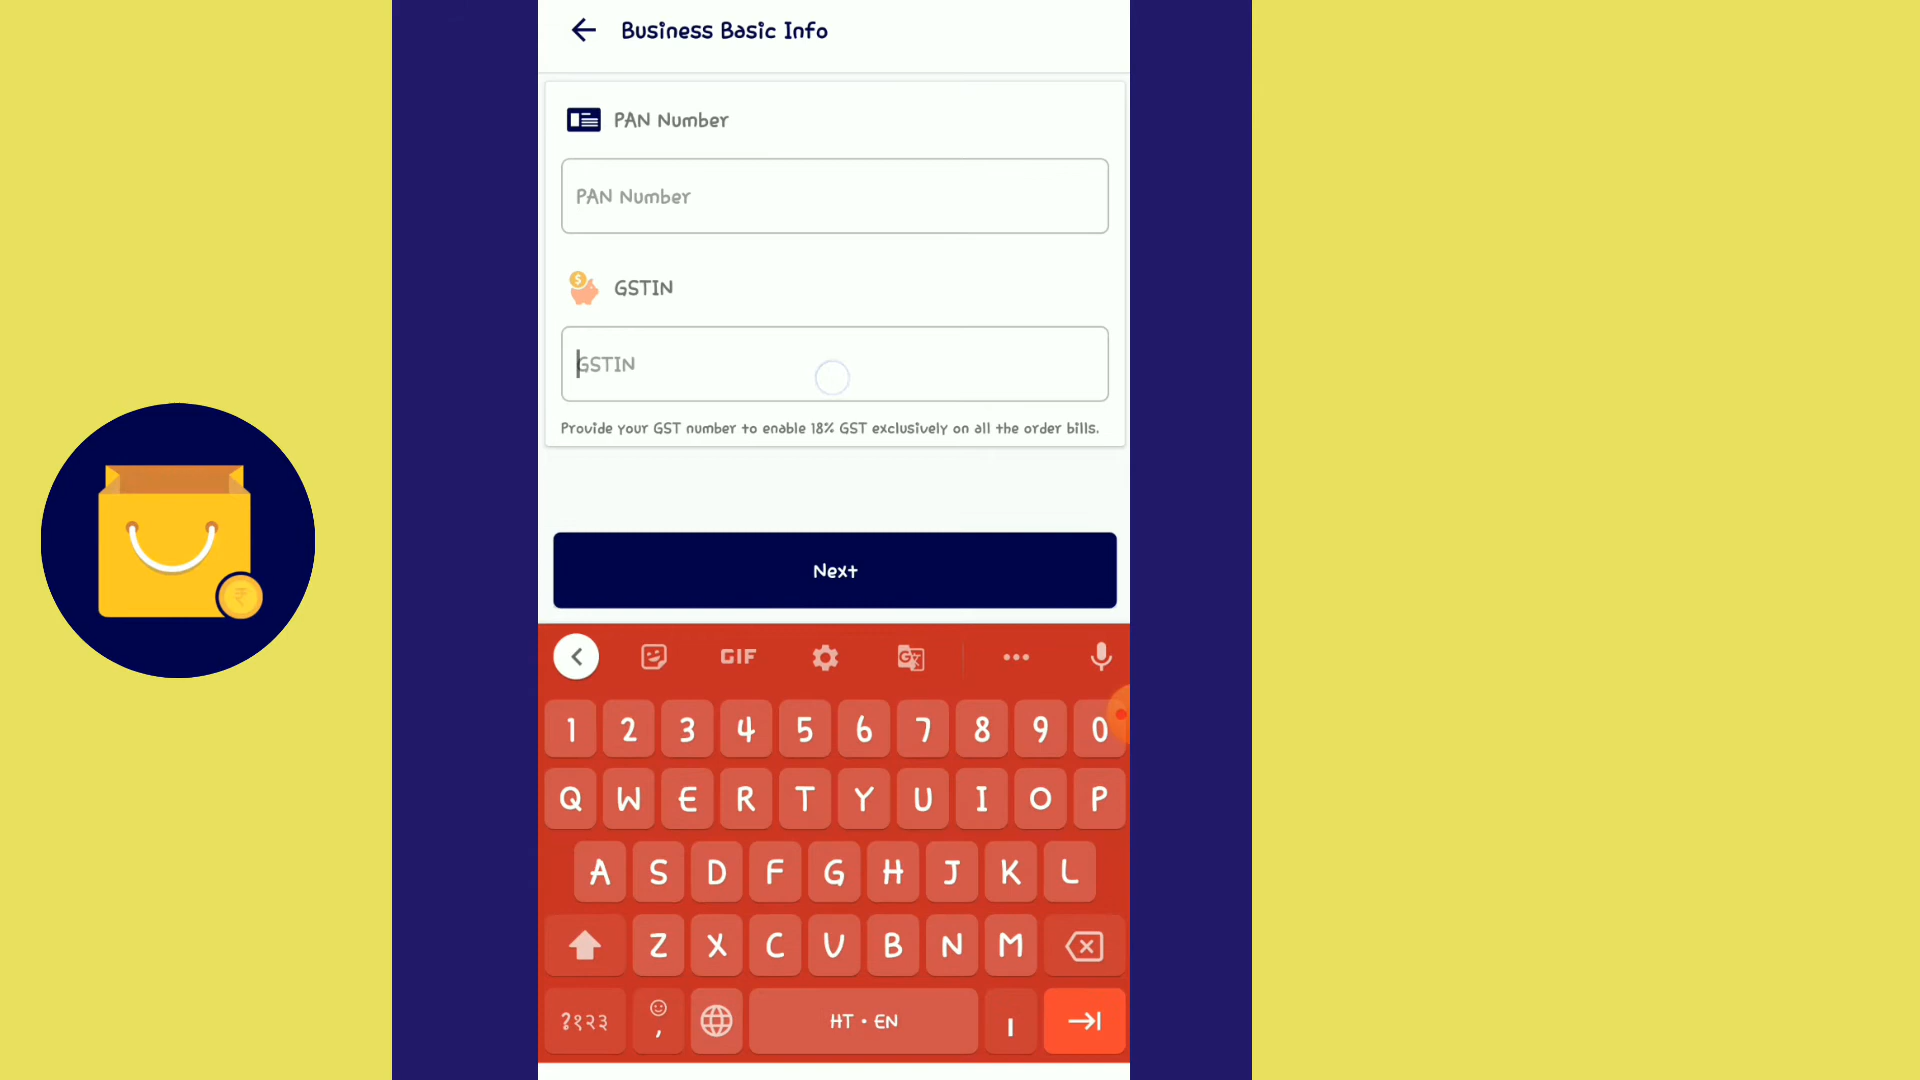 Business Basic Info
PAN Number
PAN Number
GSTIN
GSTIN
Provide your GST number to enable 18% GST exclusively on all the order bills.
Next
GIF
1 2 3 4 5 6 7 8 9 0
Q W E R T Y U I O P
A S D F G H J K L
Z X C V B N M
?१२३ , HT • EN ।
₹